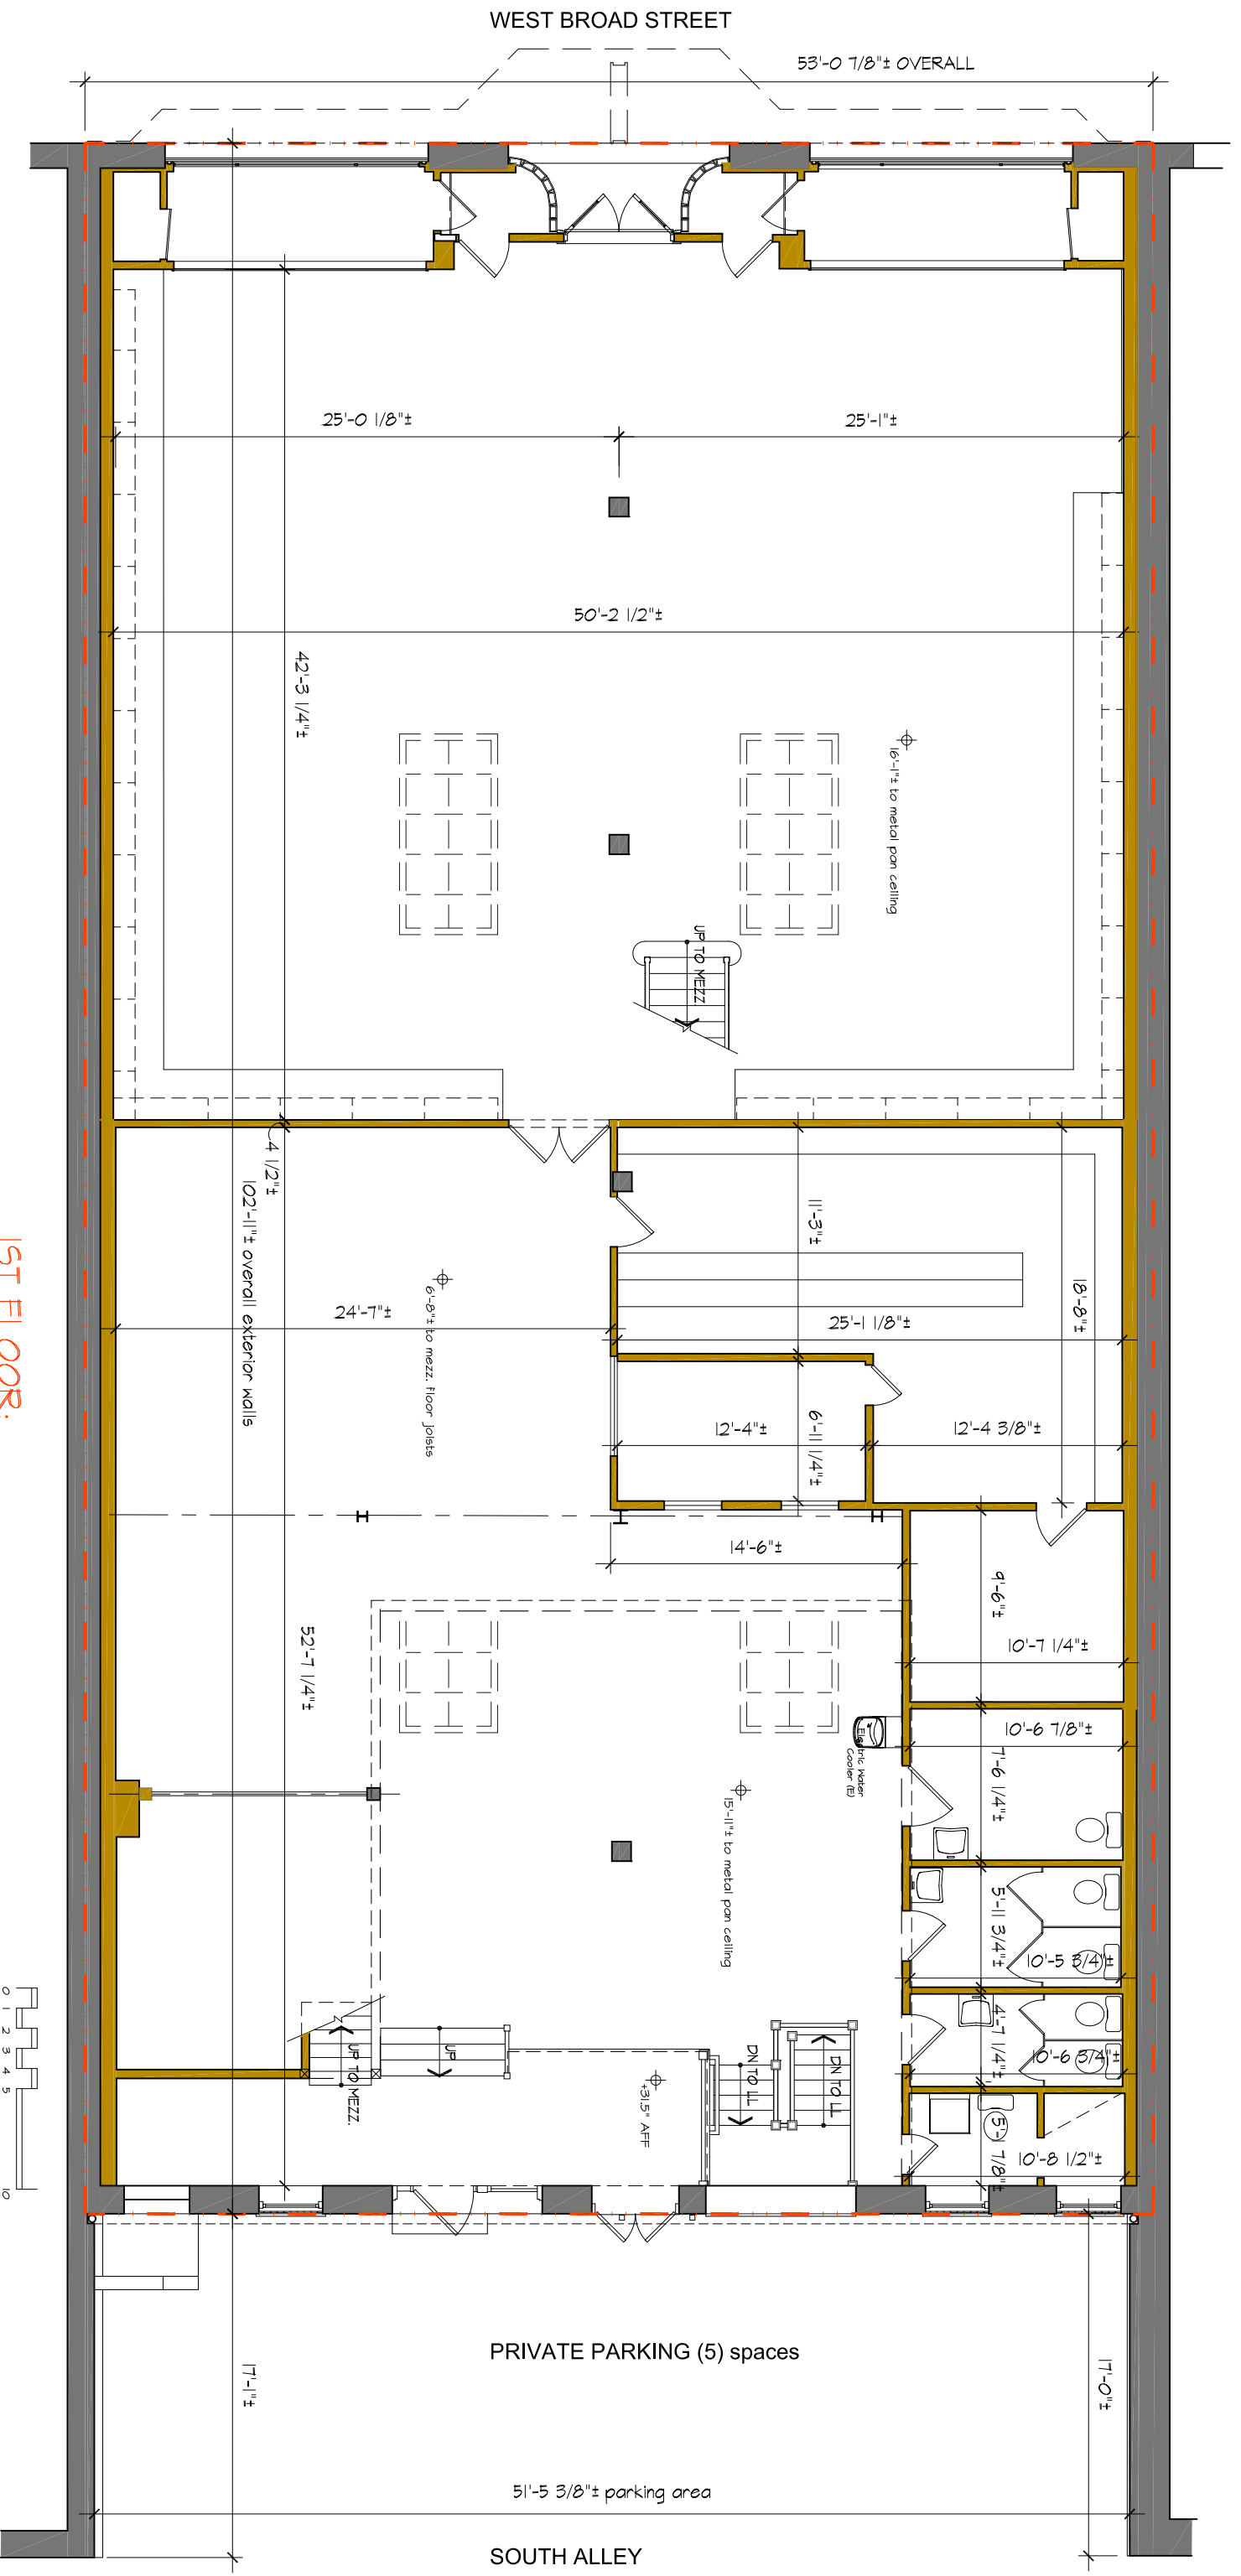 WEST BROAD STREET
53'-0 7/8"± OVERALL
25'-0 1/8"±
25'-1"±
50'-2 1/2"±
42'-3 1/4"±
16'-1"± to metal pan ceiling
UP TO MEZZ.
4 1/2"±
102'-11"± overall exterior walls
11'-3"±
18'-8"±
24'-7"±
6'-8"± to mezz. floor joists
25'-1 1/8"±
12'-4"±
6'-11 1/4"±
12'-4 3/8"±
1ST FLOOR:
14'-6"±
9'-6"±
10'-7 1/4"±
52'-7 1/4"±
10'-6 7/8"±
7'-6 1/4"±
Electric Water
Cooler (E)
15'-11"± to metal pan ceiling
5'-11 3/4"±
10'-5 3/4"±
4'-7 1/4"±
10'-6 3/4"±
UP TO MEZZ.
UP
DN TO LL
DN TO LL
+31.5" AFF
5'-1 7/8"±
10'-8 1/2"±
0 1 2 3 4 5 10
PRIVATE PARKING (5) spaces
17'-1"±
17'-0"±
51'-5 3/8"± parking area
SOUTH ALLEY